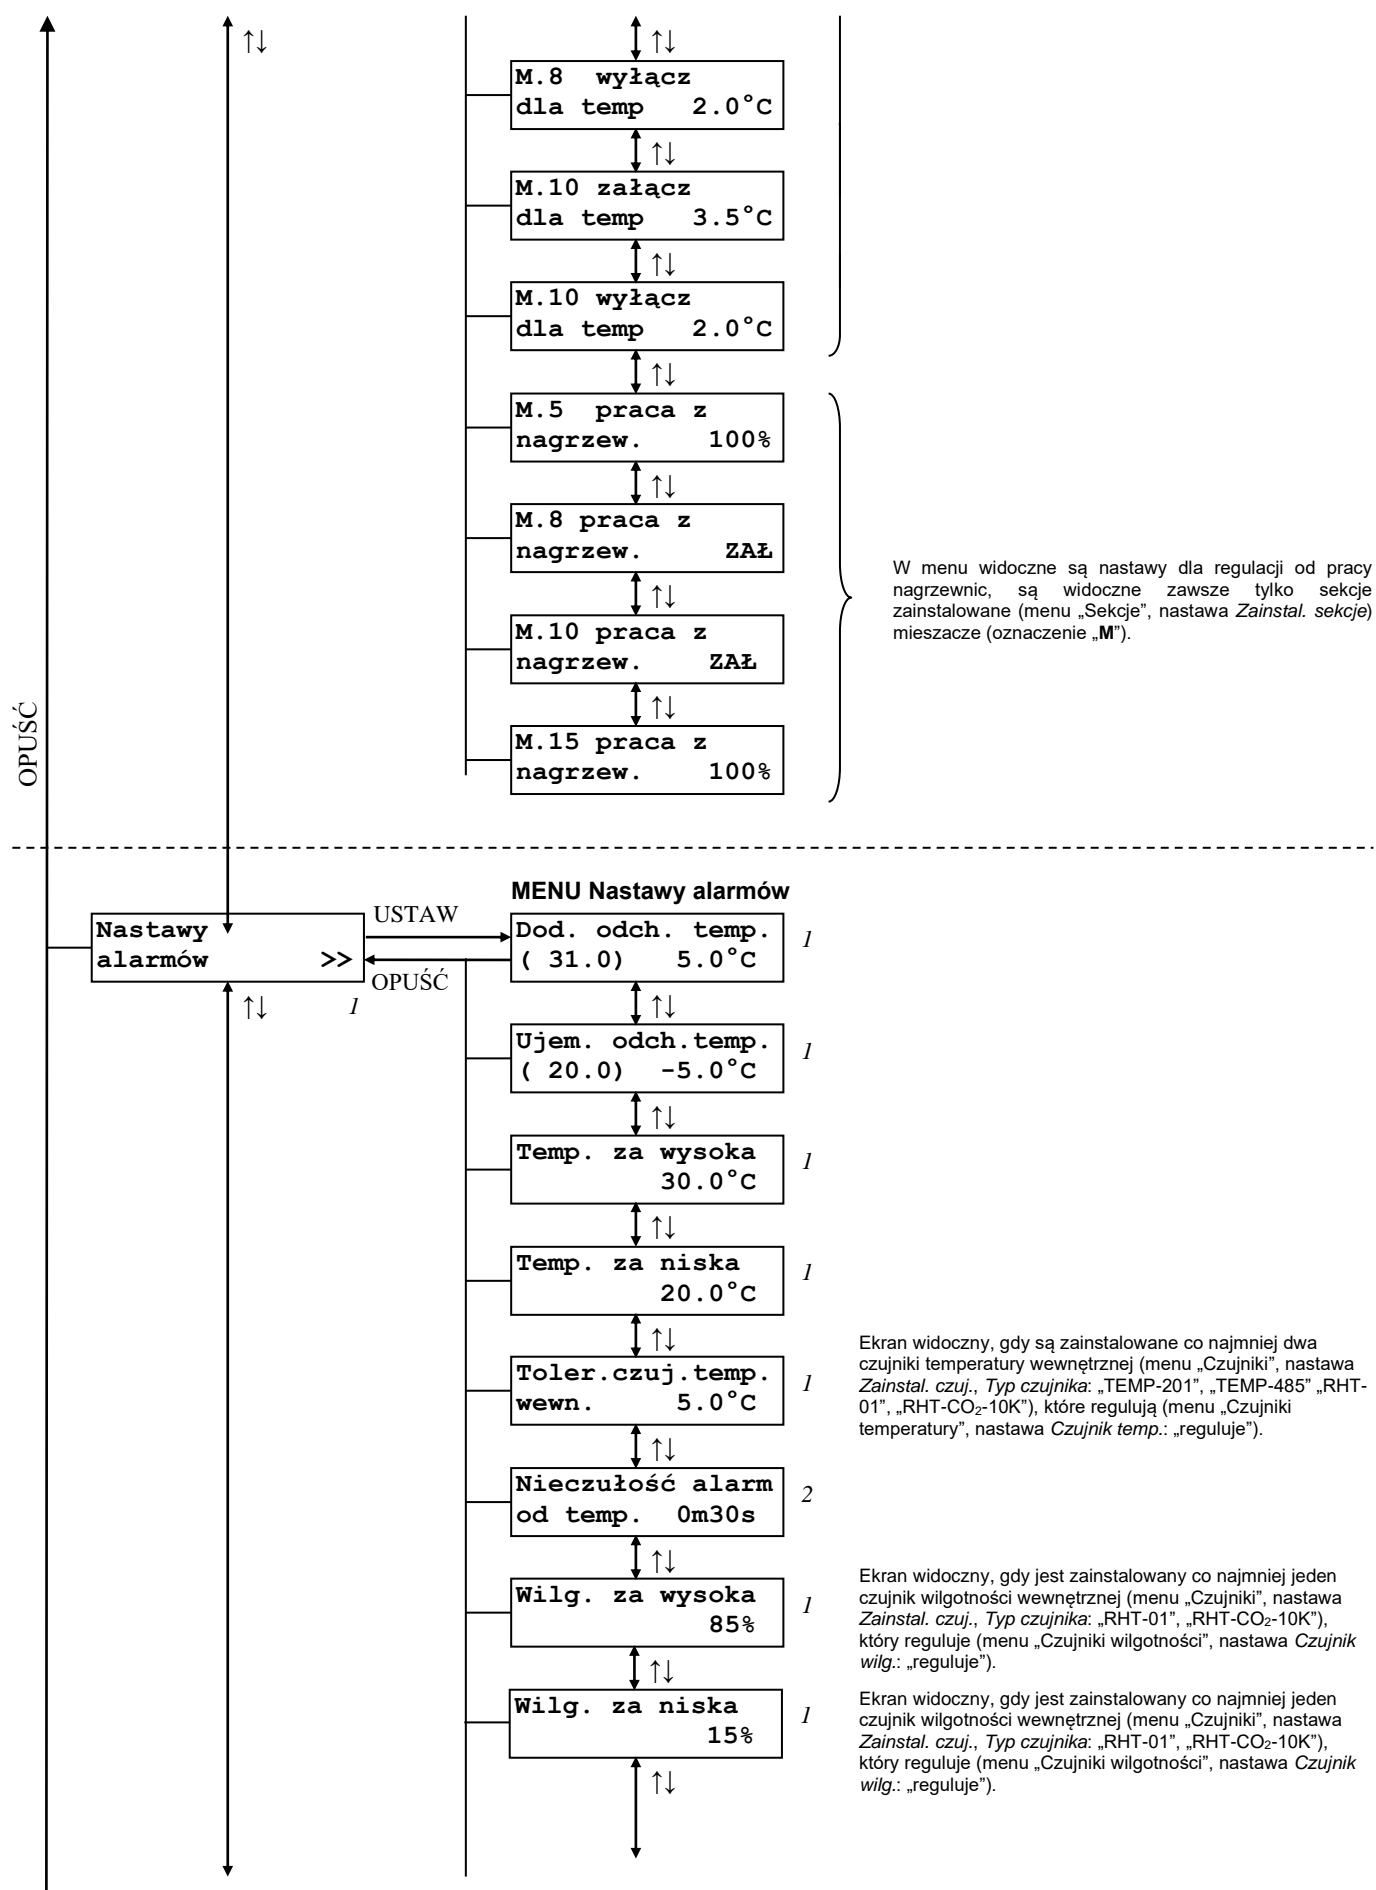 ↑↓
↑↓
M.8  wyłącz
dla temp  2.0°C
↑↓
M.10 załącz
dla temp  3.5°C
↑↓
M.10 wyłącz
dla temp  2.0°C
↑↓
M.5  praca z
nagrzew.  100%
↑↓
M.8 praca z
nagrzew.  ZAŁ
↑↓
M.10 praca z
nagrzew.  ZAŁ
↑↓
M.15 praca z
nagrzew.  100%
W menu widoczne są nastawy dla regulacji od pracy
nagrzewnic, są widoczne zawsze tylko sekcje
zainstalowane (menu „Sekcje”, nastawa Zainstal. sekcje)
mieszacze (oznaczenie „M”).
OPUŚĆ
MENU Nastawy alarmów
Nastawy
alarmów  >>
1
↑↓
USTAW
OPUŚĆ
Dod. odch. temp.
( 31.0)  5.0°C
1
↑↓
Ujem. odch.temp.
( 20.0)  -5.0°C
1
↑↓
Temp. za wysoka
30.0°C
1
↑↓
Temp. za niska
20.0°C
1
↑↓
Toler.czuj.temp.
wewn.  5.0°C
1
Ekran widoczny, gdy są zainstalowane co najmniej dwa
czujniki temperatury wewnętrznej (menu „Czujniki”, nastawa
Zainstal. czuj., Typ czujnika: „TEMP-201”, „TEMP-485” „RHT-
01”, „RHT-CO₂-10K”), które regulują (menu „Czujniki
temperatury”, nastawa Czujnik temp.: „reguluje”).
↑↓
Nieczułość alarm
od temp.  0m30s
2
↑↓
Wilg. za wysoka
85%
1
Ekran widoczny, gdy jest zainstalowany co najmniej jeden
czujnik wilgotności wewnętrznej (menu „Czujniki”, nastawa
Zainstal. czuj., Typ czujnika: „RHT-01”, „RHT-CO₂-10K”),
który reguluje (menu „Czujniki wilgotności”, nastawa Czujnik
wilg.: „reguluje”).
↑↓
Wilg. za niska
15%
1
Ekran widoczny, gdy jest zainstalowany co najmniej jeden
czujnik wilgotności wewnętrznej (menu „Czujniki”, nastawa
Zainstal. czuj., Typ czujnika: „RHT-01”, „RHT-CO₂-10K”),
który reguluje (menu „Czujniki wilgotności”, nastawa Czujnik
wilg.: „reguluje”).
↑↓